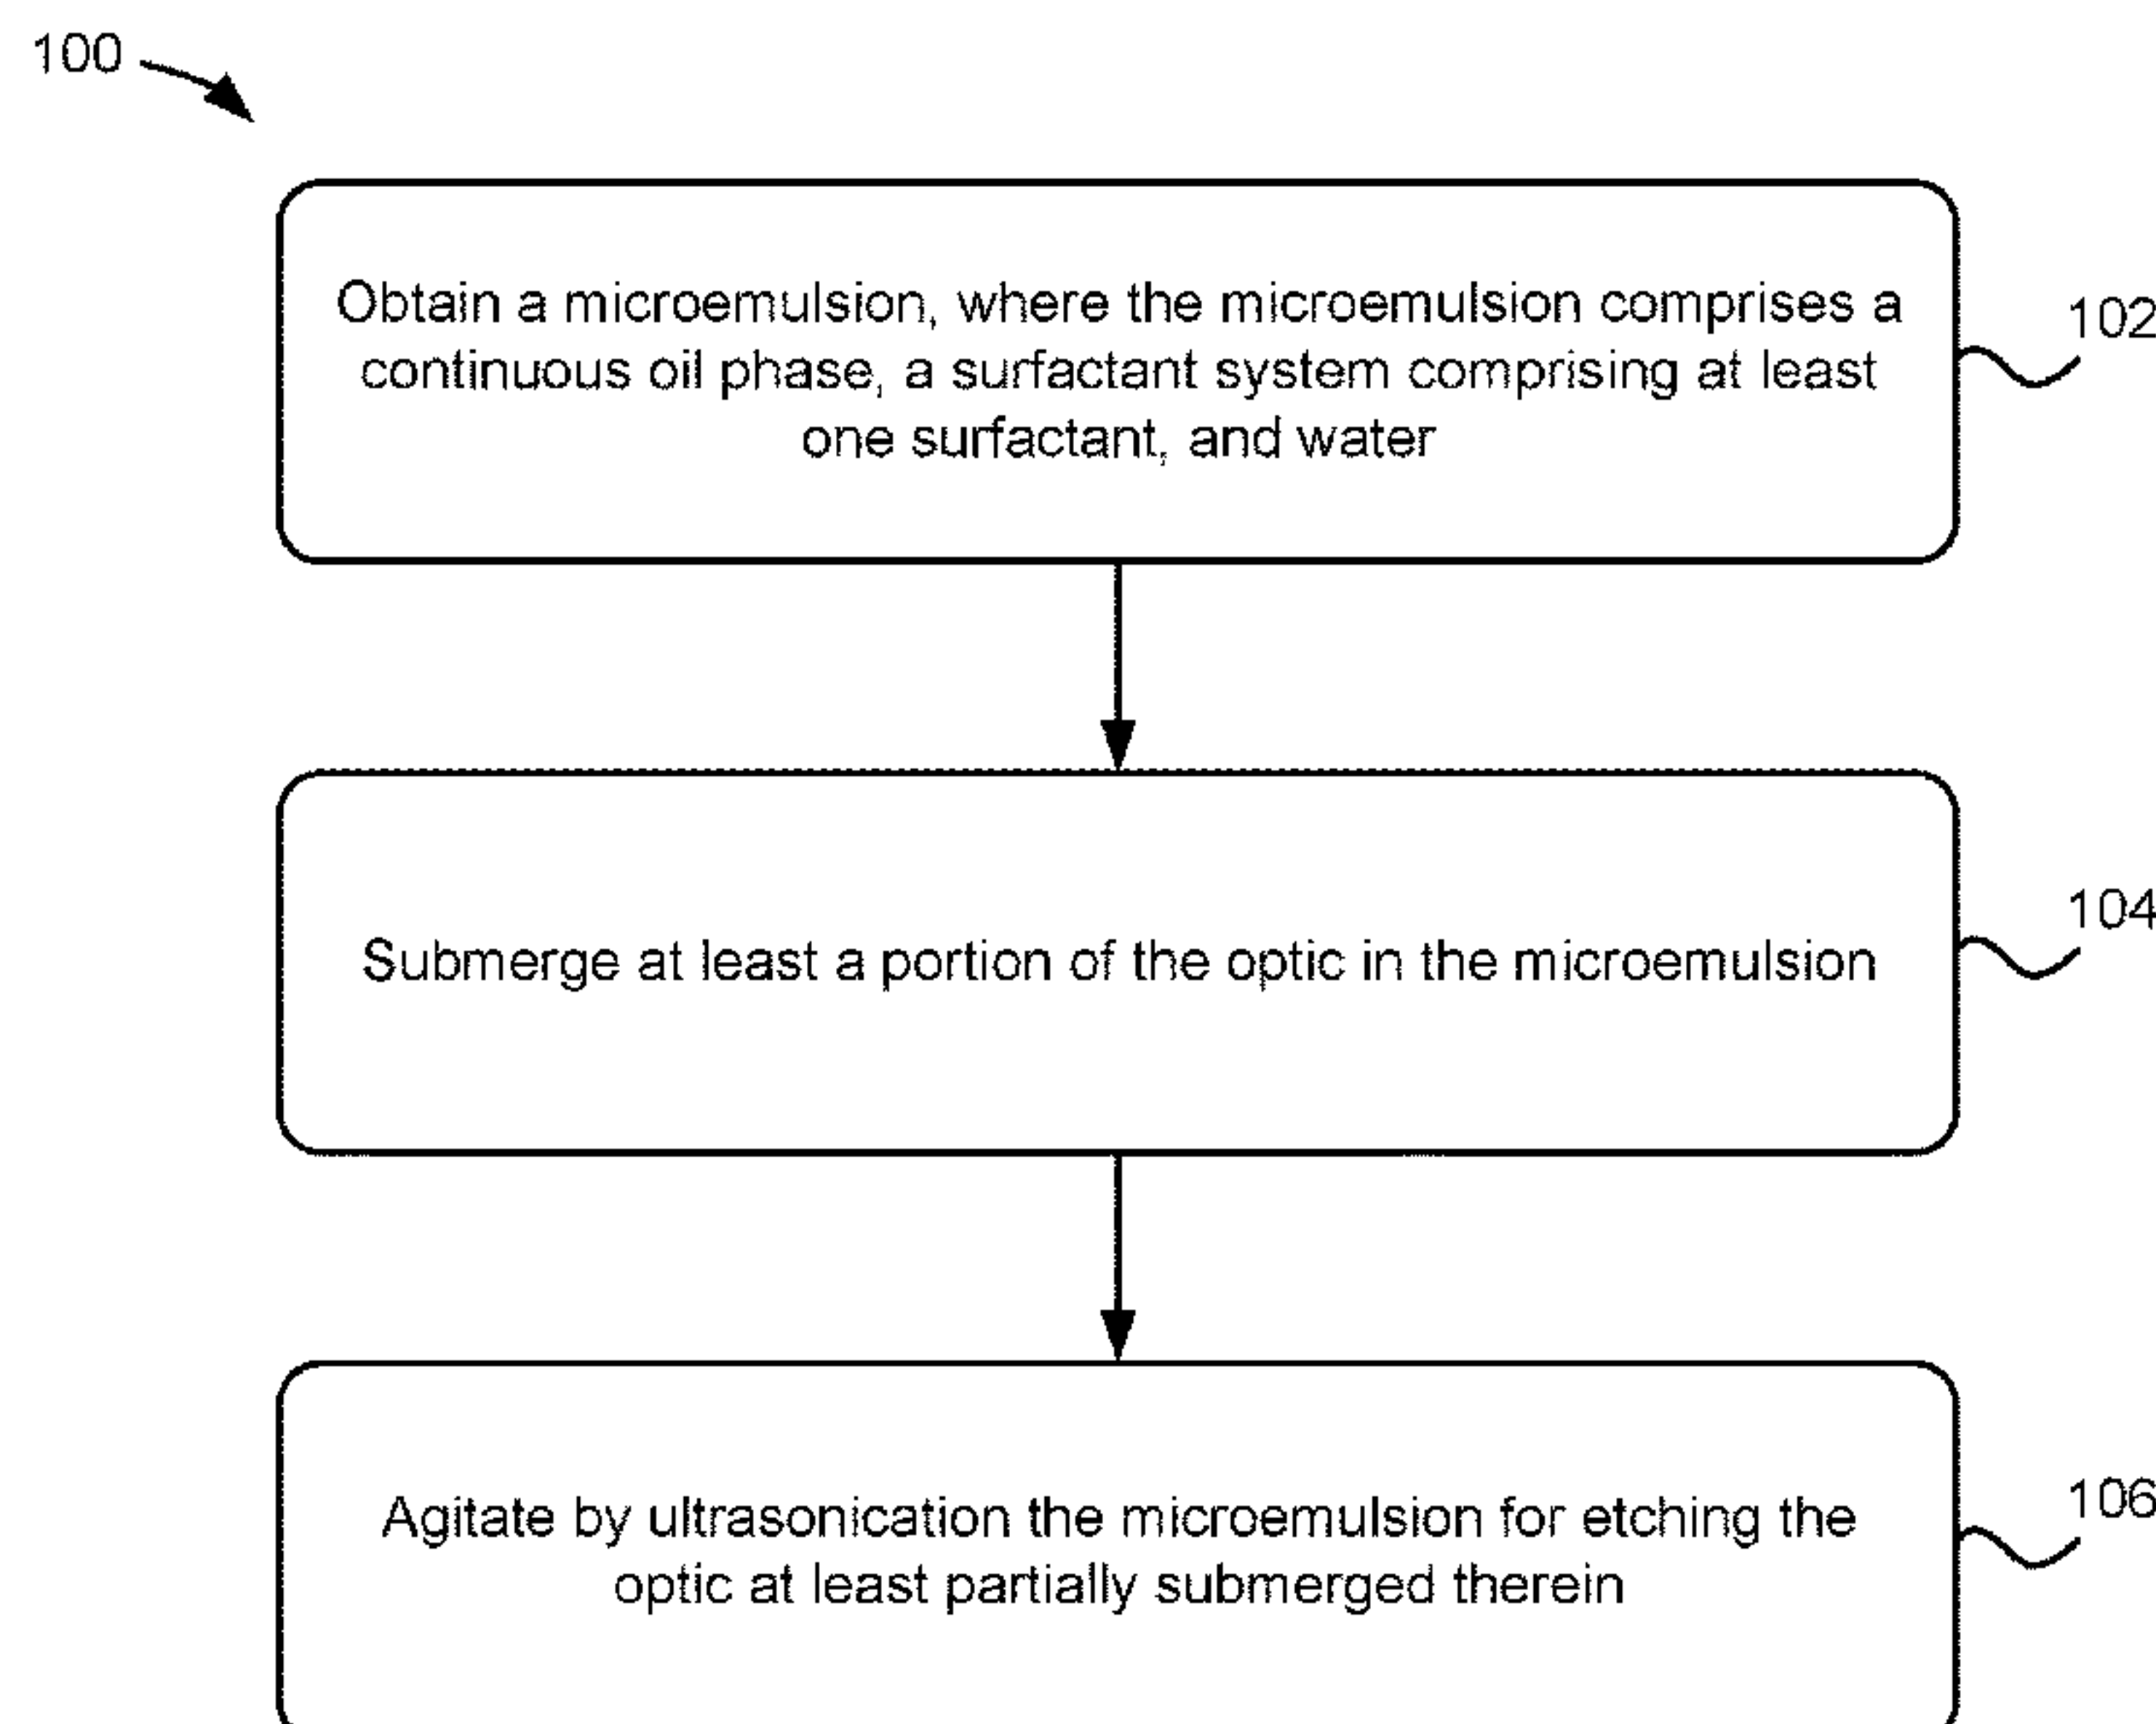 100
Obtain a microemulsion, where the microemulsion comprises a
continuous oil phase, a surfactant system comprising at least
one surfactant, and water
102
Submerge at least a portion of the optic in the microemulsion
104
Agitate by ultrasonication the microemulsion for etching the
optic at least partially submerged therein
106